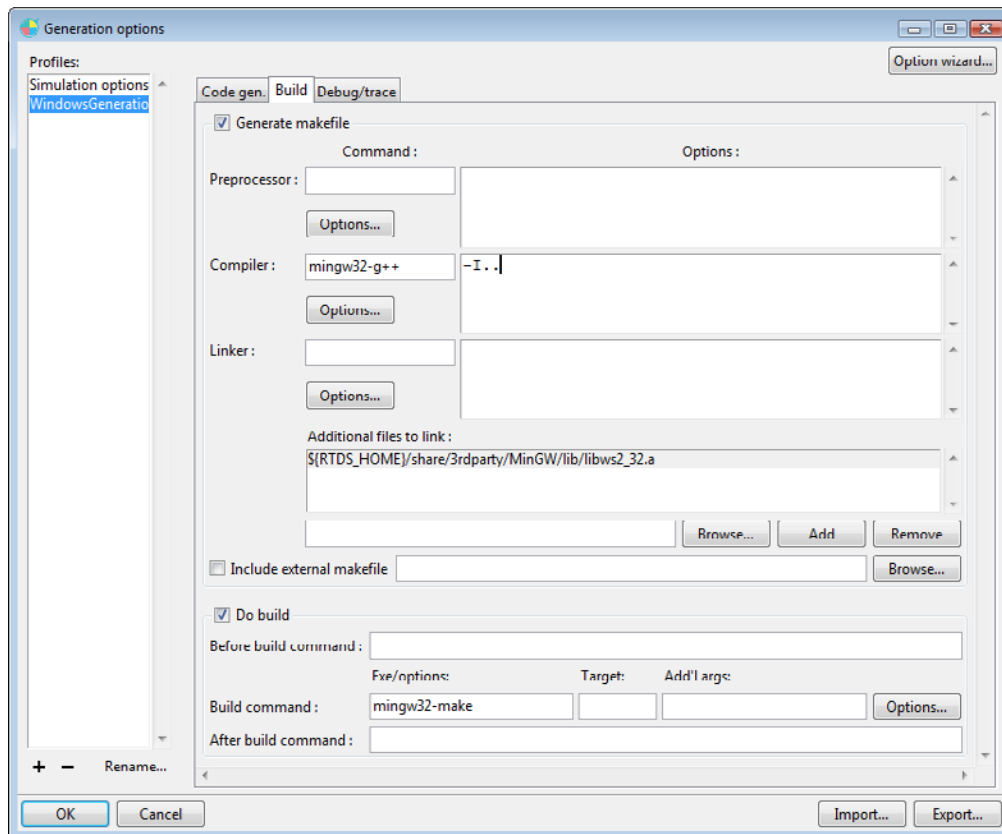 Generation options
Profiles:
Option wizard...
Simulation options
WindowsGeneratio
Code gen. Build Debug/trace
Generate makefile
Command : Options :
Preprocessor :
Options...
Compiler : mingw32-g++ -I..
Options...
Linker :
Options...
Additional files to link :
${RTDS_HOME}/share/3rdparty/MinGW/lib/libws2_32.a
Browse... Add Remove
Include external makefile Browse...
Do build
Before build command :
Exe/options: Target: Add'l args:
Build command : mingw32-make Options...
After build command :
+ − Rename...
OK Cancel Import... Export...